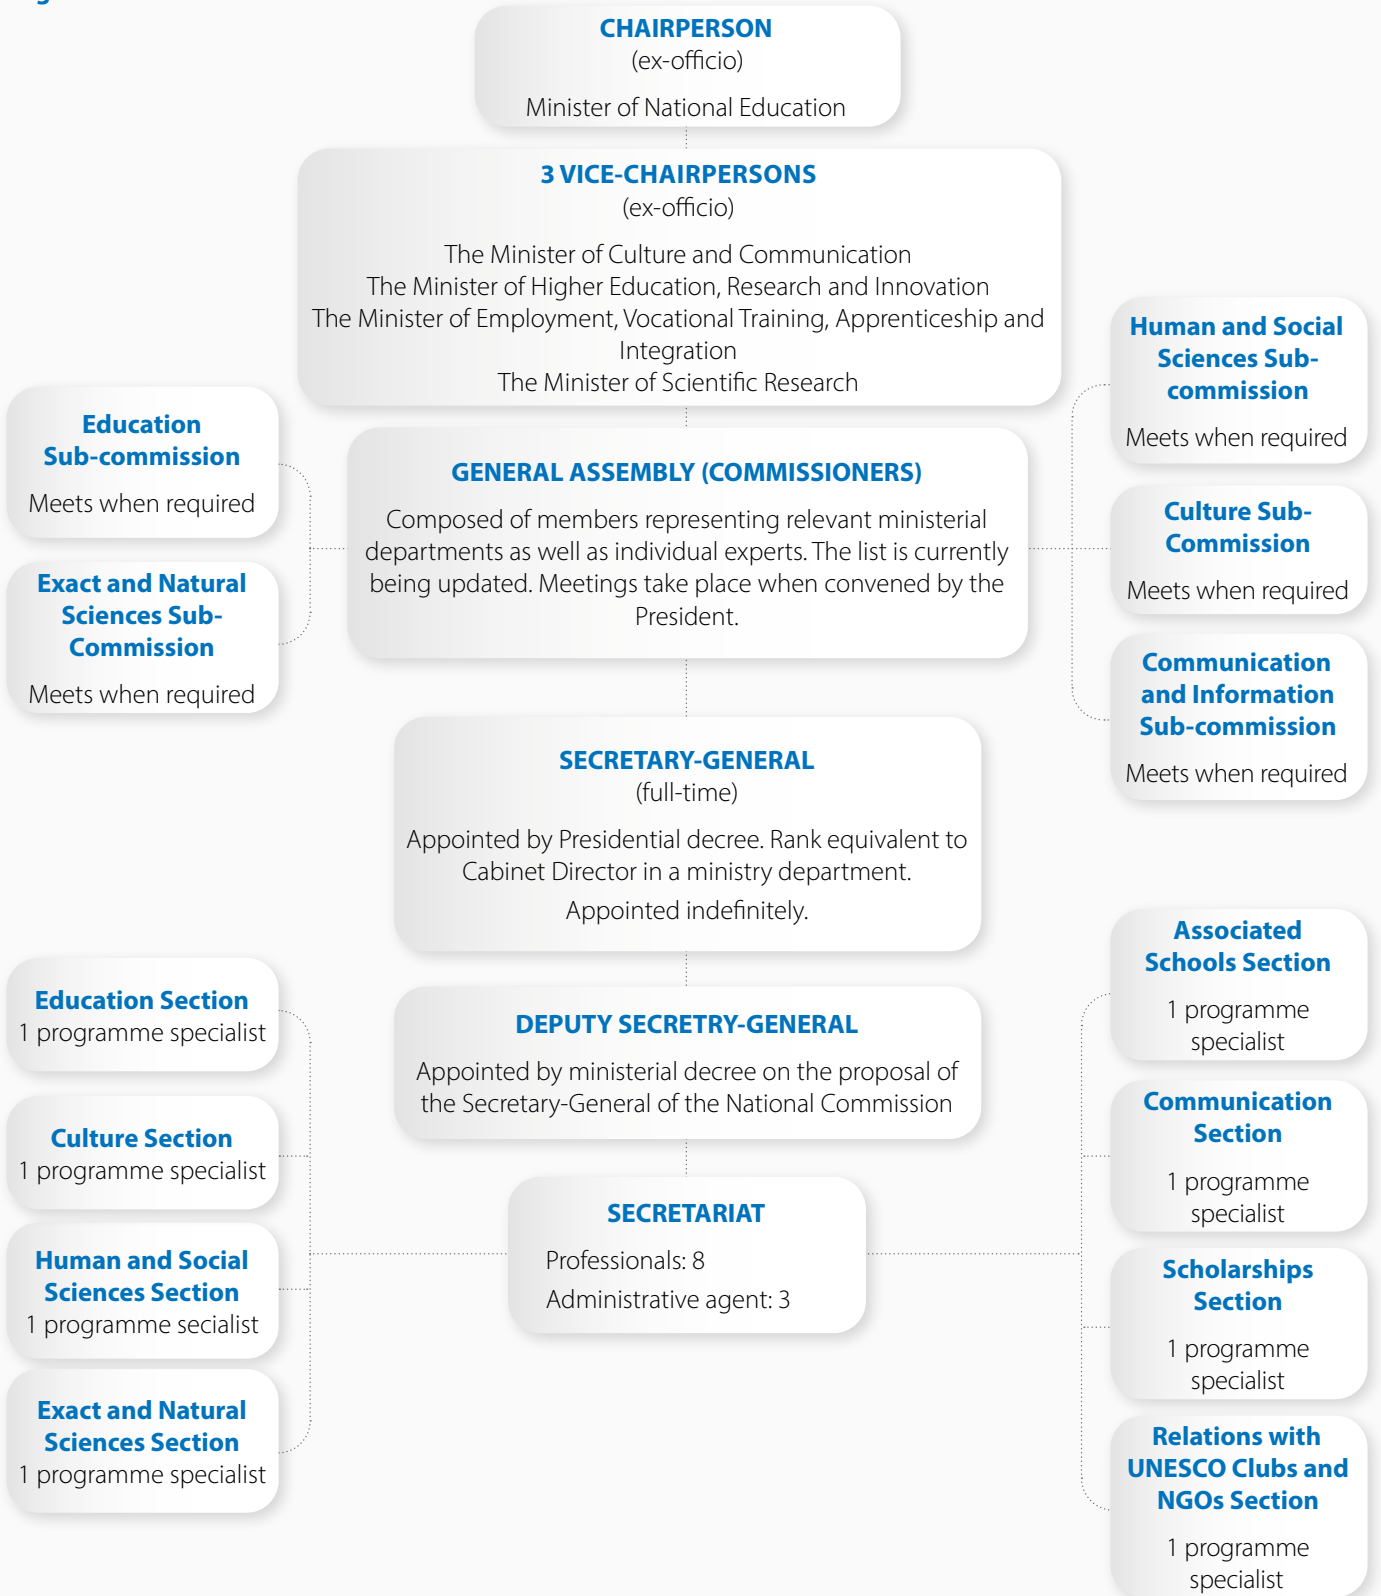 CHAIRPERSON
(ex-officio)
Minister of National Education
3 VICE-CHAIRPERSONS
(ex-officio)
The Minister of Culture and Communication
The Minister of Higher Education, Research and Innovation
The Minister of Employment, Vocational Training, Apprenticeship and
Integration
The Minister of Scientific Research
Education
Sub-commission
Meets when required
Exact and Natural
Sciences Sub-
Commission
Meets when required
GENERAL ASSEMBLY (COMMISSIONERS)
Composed of members representing relevant ministerial
departments as well as individual experts. The list is currently
being updated. Meetings take place when convened by the
President.
Human and Social
Sciences Sub-
commission
Meets when required
Culture Sub-
Commission
Meets when required
Communication
and Information
Sub-commission
Meets when required
SECRETARY-GENERAL
(full-time)
Appointed by Presidential decree. Rank equivalent to
Cabinet Director in a ministry department.
Appointed indefinitely.
DEPUTY SECRETRY-GENERAL
Appointed by ministerial decree on the proposal of
the Secretary-General of the National Commission
Education Section
1 programme specialist
Culture Section
1 programme specialist
Human and Social
Sciences Section
1 programme secialist
Exact and Natural
Sciences Section
1 programme specialist
SECRETARIAT
Professionals: 8
Administrative agent: 3
Associated
Schools Section
1 programme
specialist
Communication
Section
1 programme
specialist
Scholarships
Section
1 programme
specialist
Relations with
UNESCO Clubs and
NGOs Section
1 programme
specialist